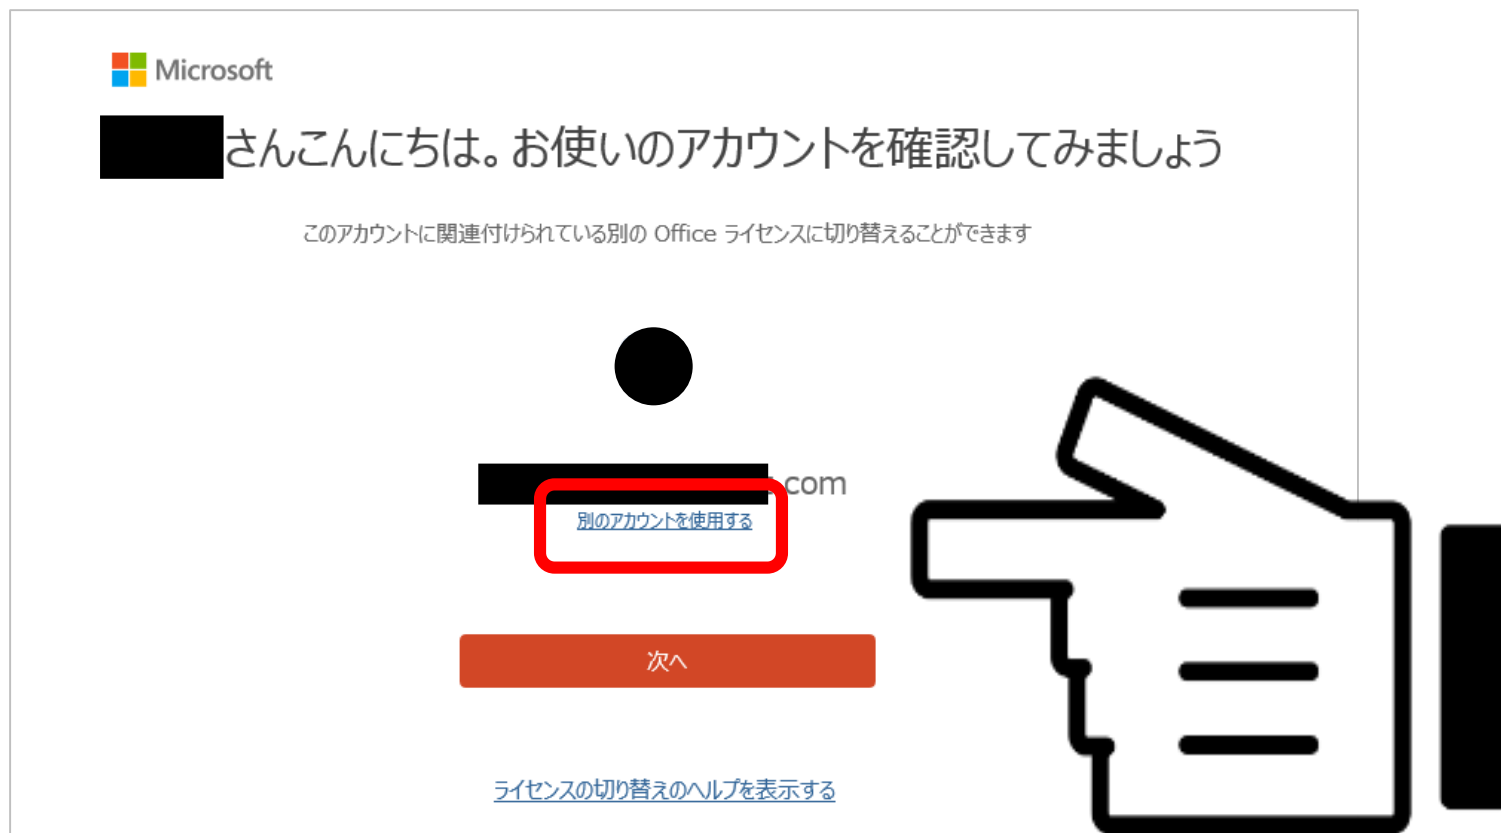 Microsoft
さんこんにちは。お使いのアカウントを確認してみましょう
このアカウントに関連付けられている別の Office ライセンスに切り替えることができます
.com
別のアカウントを使用する
次へ
ライセンスの切り替えのヘルプを表示する